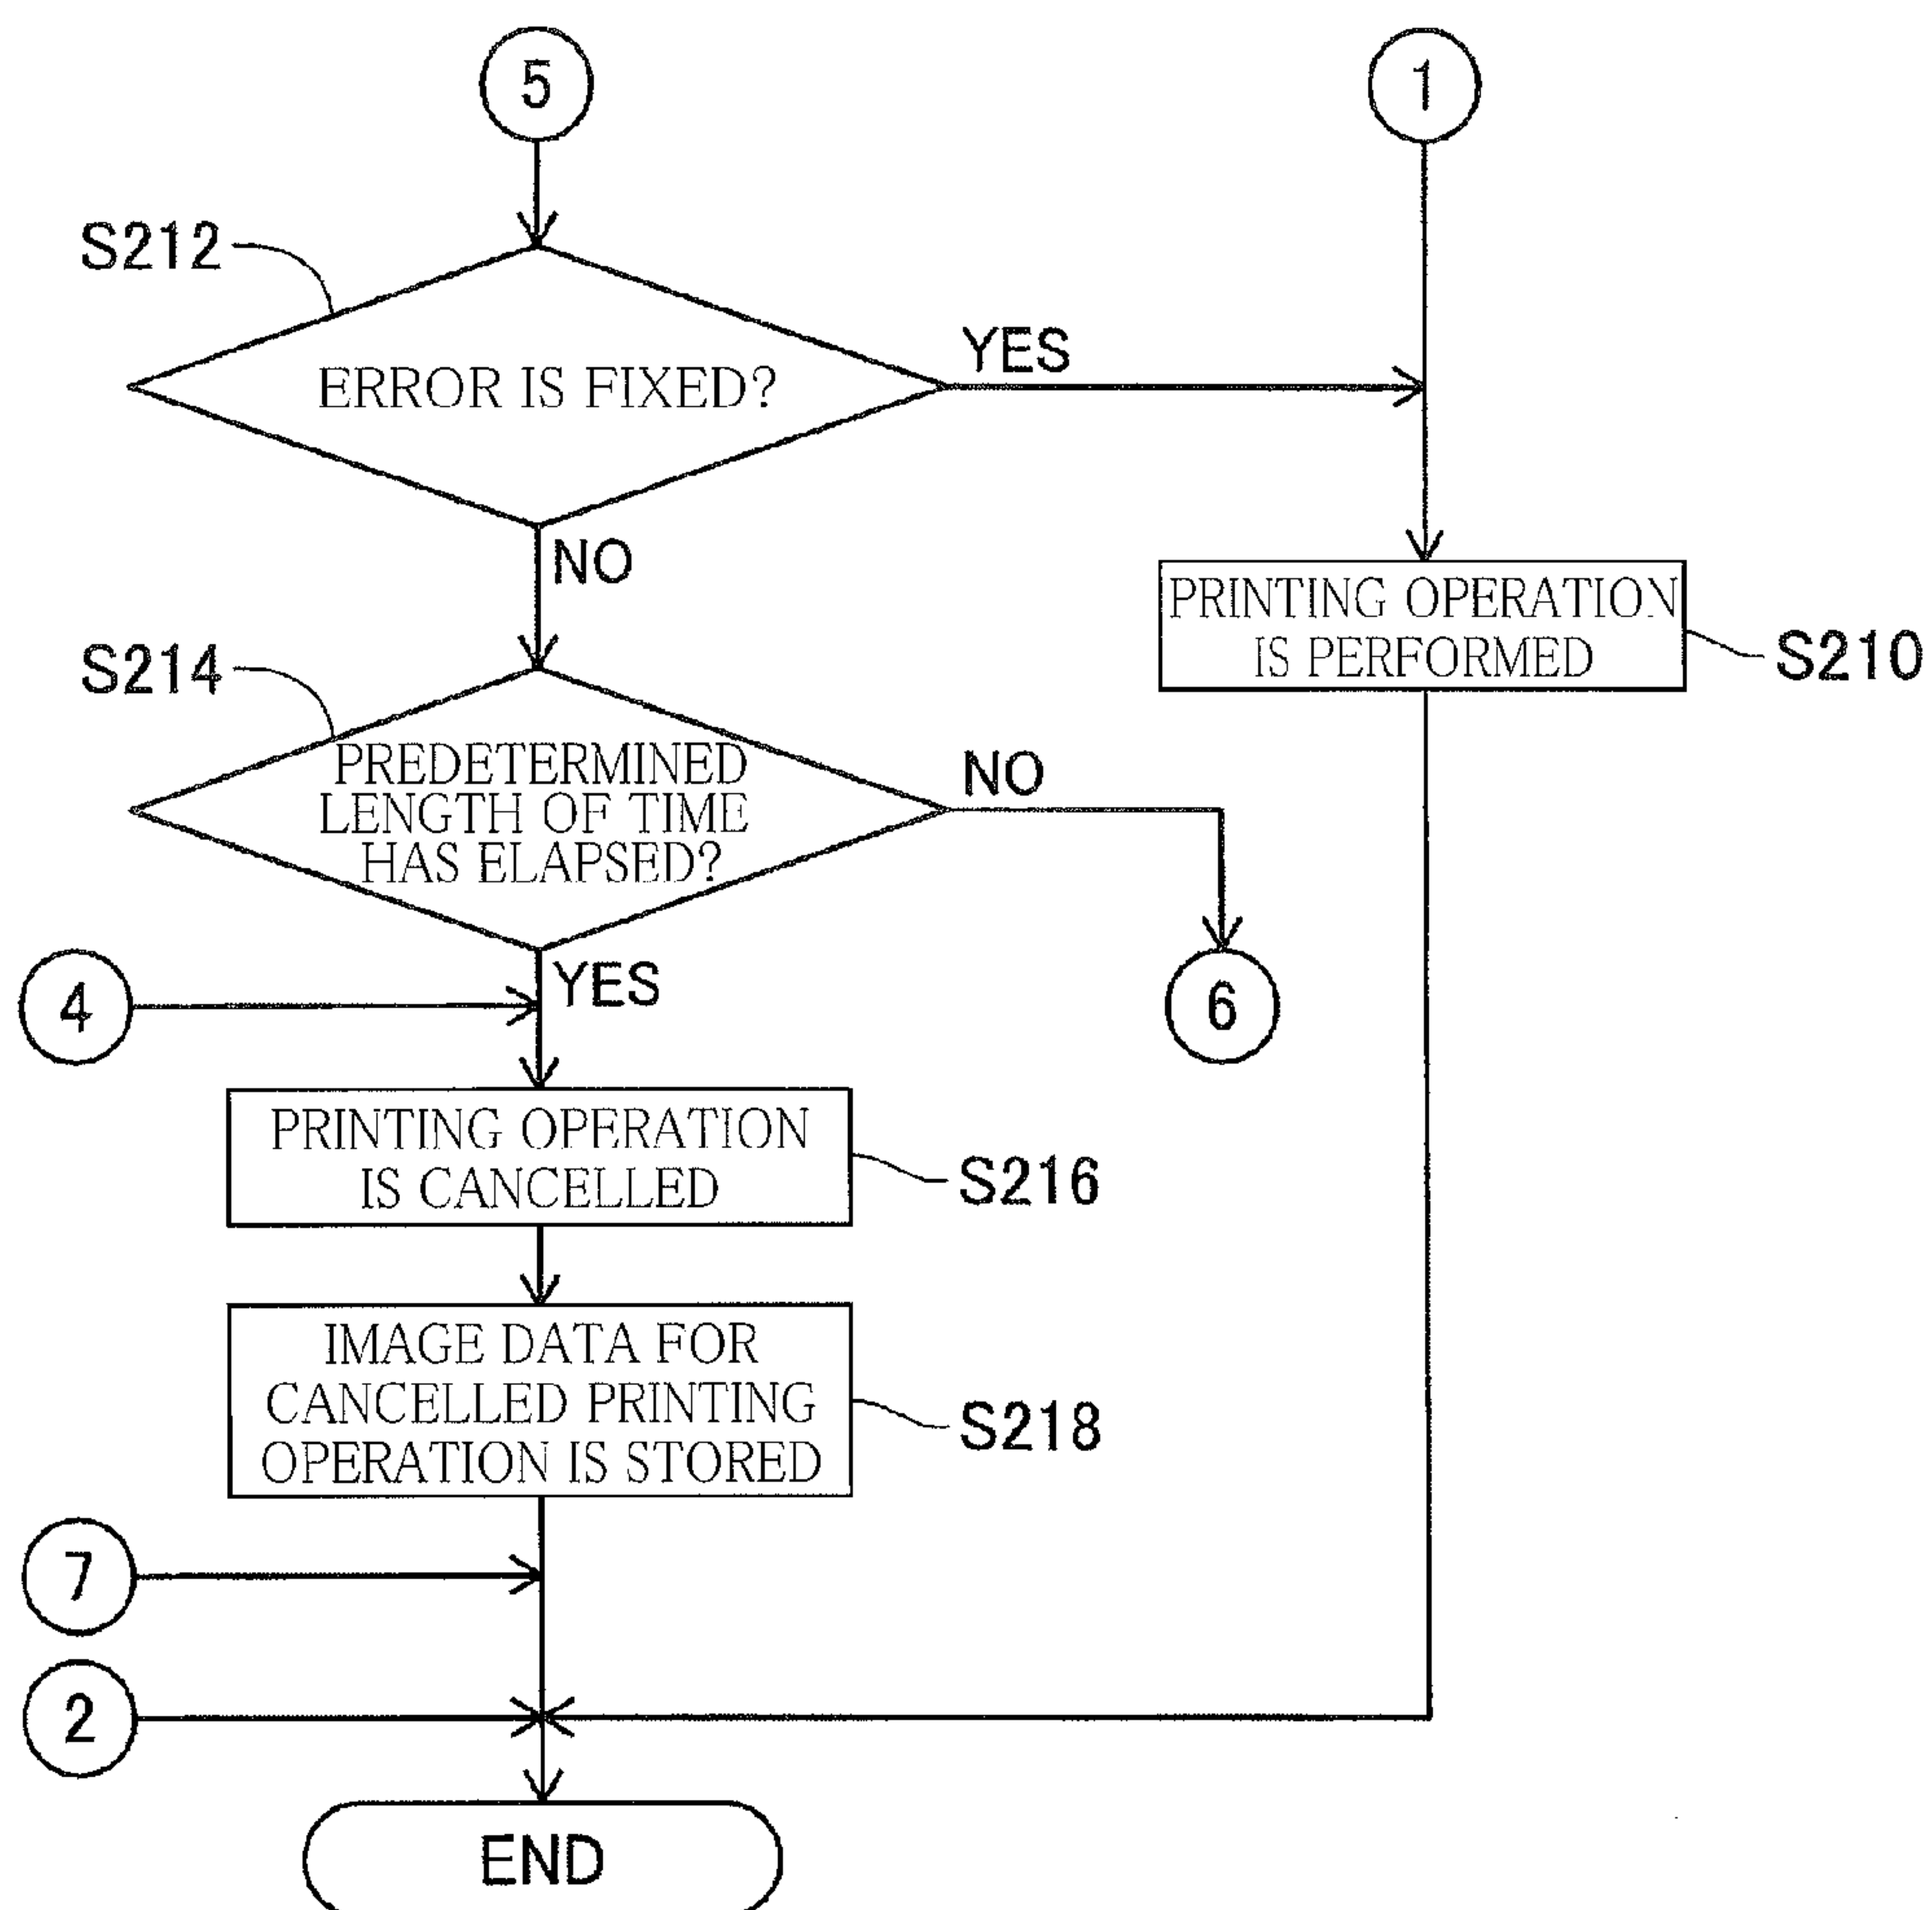 5
1
S212
YES
ERROR IS FIXED?
NO
PRINTING OPERATION
IS PERFORMED
S210
S214
PREDETERMINED
LENGTH OF TIME
HAS ELAPSED?
NO
YES
4
6
PRINTING OPERATION
IS CANCELLED
S216
IMAGE DATA FOR
CANCELLED PRINTING
OPERATION IS STORED
S218
7
2
END